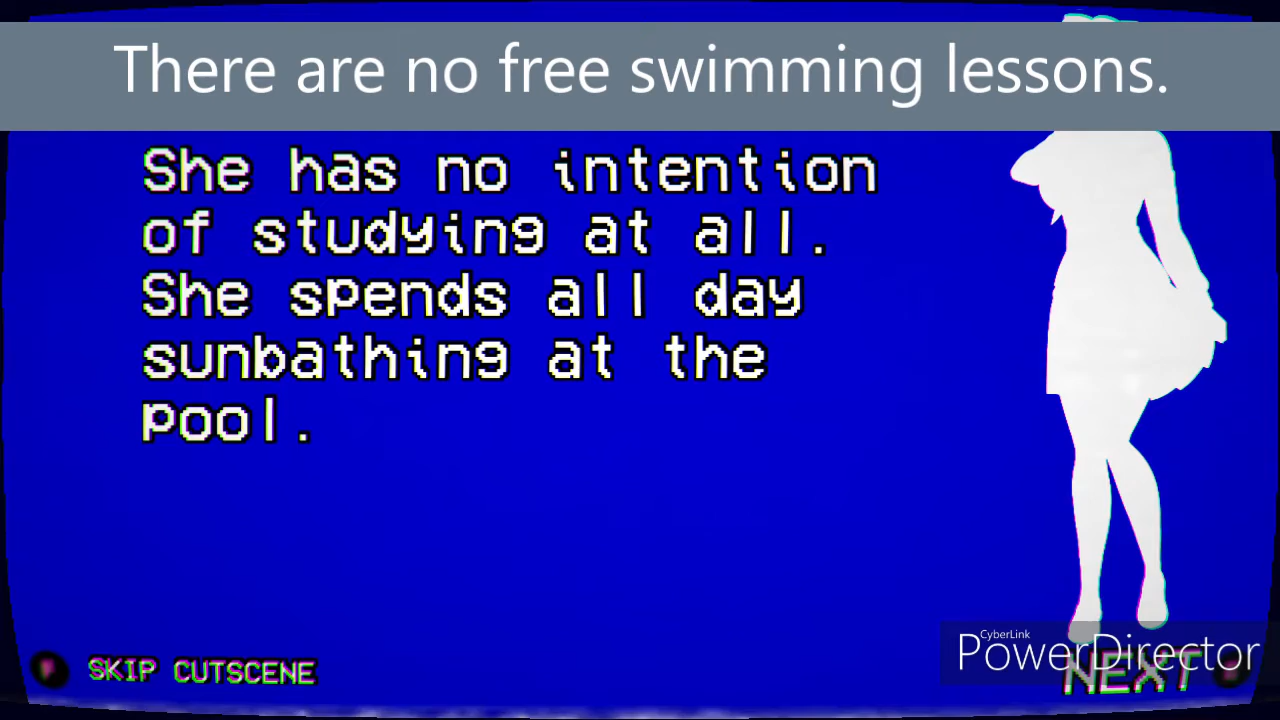 There are no free swimming lessons.
She has no intention
of studying at all.
She spends all day
sunbathing at the
pool.
SKIP CUTSCENE
CyberLink
PowerDirector
NEXT